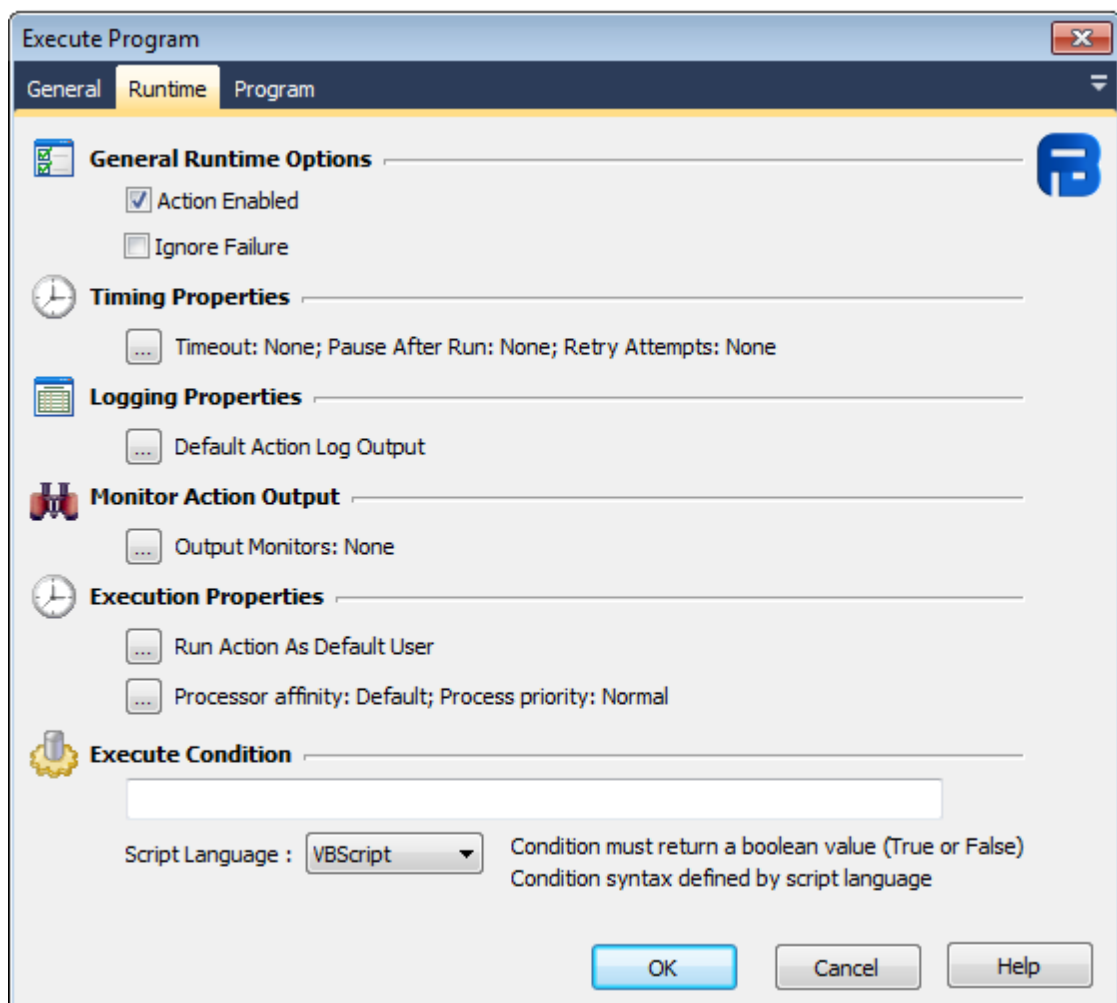 Execute Program
General Runtime Program
General Runtime Options
Action Enabled
Ignore Failure
Timing Properties
... Timeout: None; Pause After Run: None; Retry Attempts: None
Logging Properties
... Default Action Log Output
Monitor Action Output
... Output Monitors: None
Execution Properties
... Run Action As Default User
... Processor affinity: Default; Process priority: Normal
Execute Condition
Script Language : VBScript Condition must return a boolean value (True or False)
Condition syntax defined by script language
OK Cancel Help